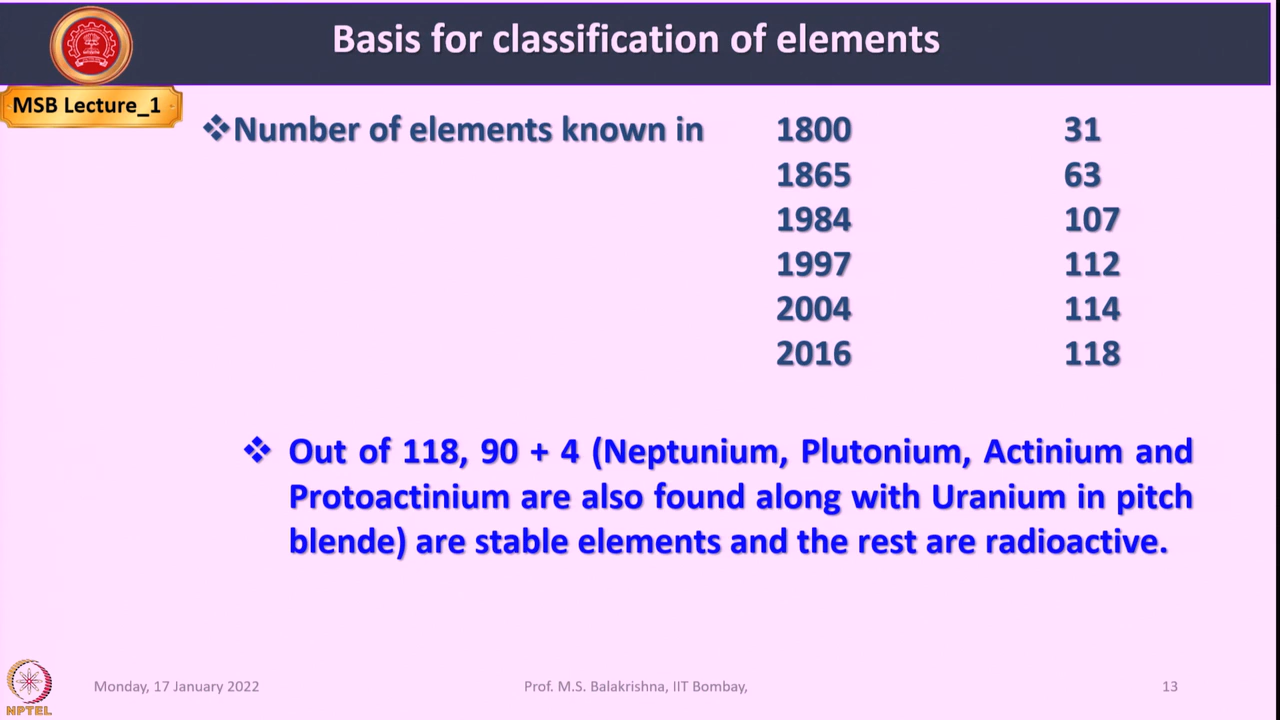 Basis for classification of elements
MSB Lecture_1
❖Number of elements known in 1800 31
1865 63
1984 107
1997 112
2004 114
2016 118
❖ Out of 118, 90 + 4 (Neptunium, Plutonium, Actinium and
Protoactinium are also found along with Uranium in pitch
blende) are stable elements and the rest are radioactive.
NPTEL
Monday, 17 January 2022 Prof. M.S. Balakrishna, IIT Bombay, 13